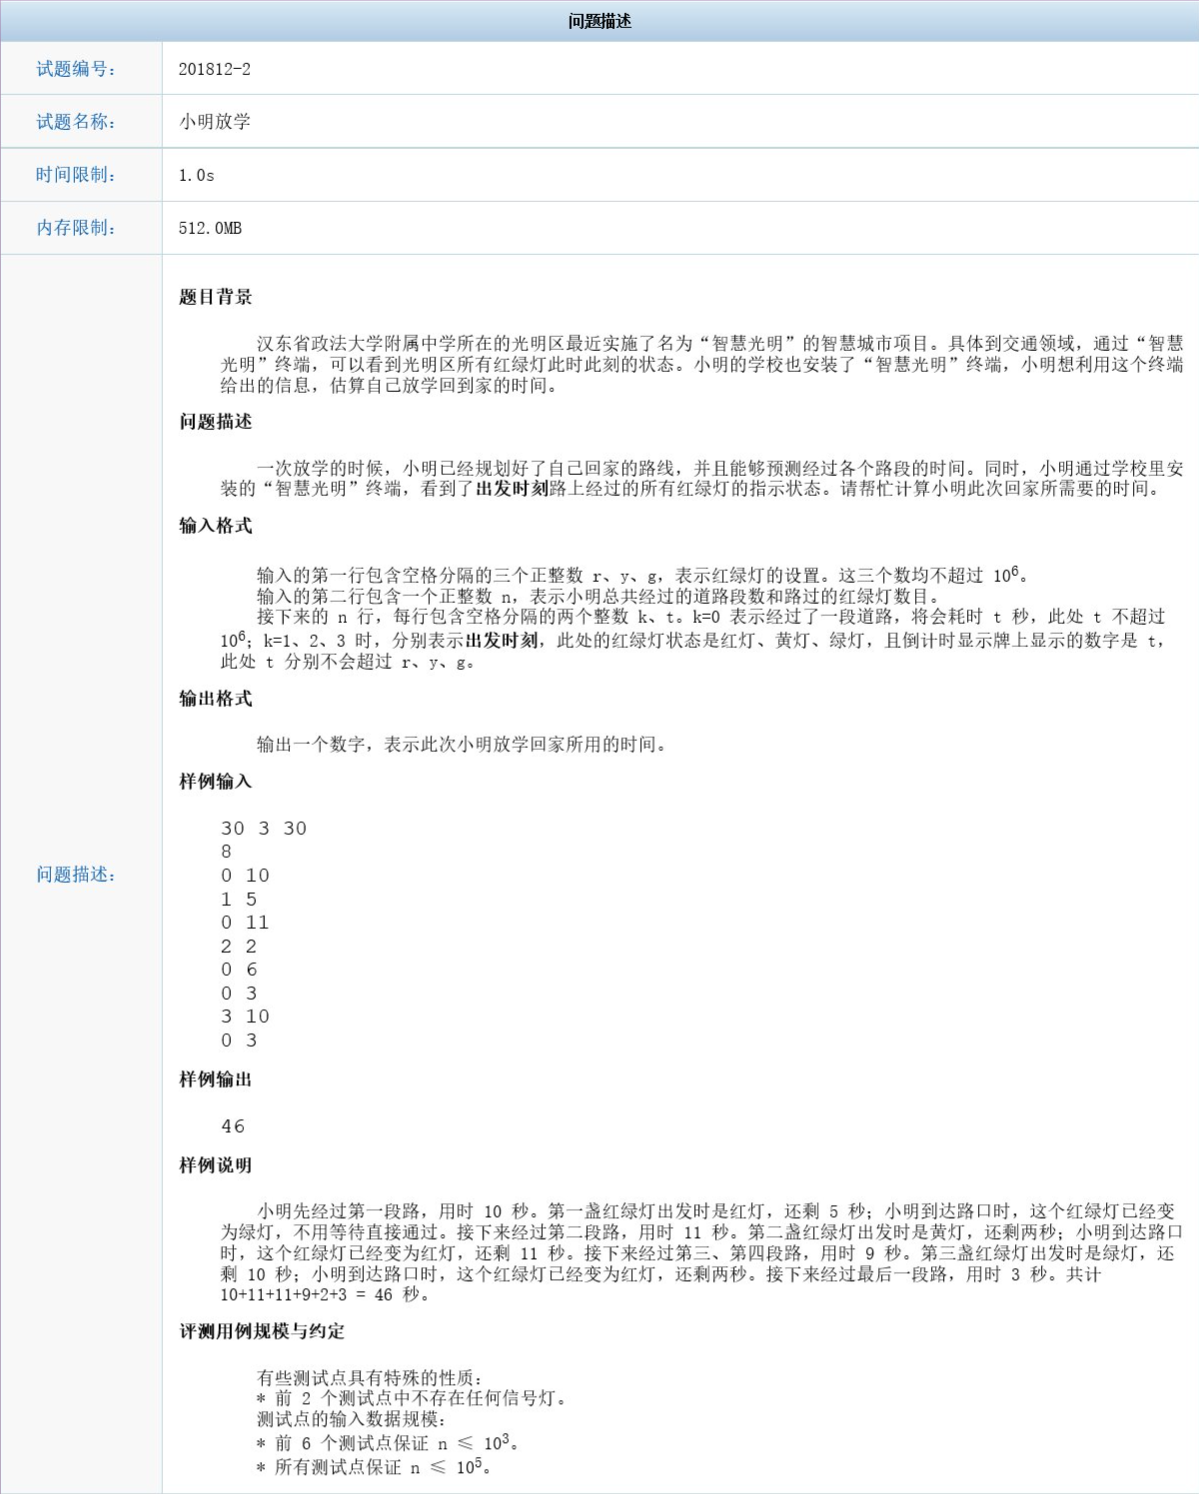 问题描述
试题编号： 201812-2
试题名称： 小明放学
时间限制： 1.0s
内存限制： 512.0MB
问题描述：
题目背景
汉东省政法大学附属中学所在的光明区最近实施了名为“智慧光明”的智慧城市项目。具体到交通领域，通过“智慧
光明”终端，可以看到光明区所有红绿灯此时此刻的状态。小明的学校也安装了“智慧光明”终端，小明想利用这个终端
给出的信息，估算自己放学回到家的时间。
问题描述
一次放学的时候，小明已经规划好了自己回家的路线，并且能够预测经过各个路段的时间。同时，小明通过学校里安
装的“智慧光明”终端，看到了出发时刻路上经过的所有红绿灯的指示状态。请帮忙计算小明此次回家所需要的时间。
输入格式
输入的第一行包含空格分隔的三个正整数 r、y、g，表示红绿灯的设置。这三个数均不超过 10⁶。
输入的第二行包含一个正整数 n，表示小明总共经过的道路段数和路过的红绿灯数目。
接下来的 n 行，每行包含空格分隔的两个整数 k、t。k=0 表示经过了一段道路，将会耗时 t 秒，此处 t 不超过
10⁶；k=1、2、3 时，分别表示出发时刻，此处的红绿灯状态是红灯、黄灯、绿灯，且倒计时显示牌上显示的数字是 t，
此处 t 分别不会超过 r、y、g。
输出格式
输出一个数字，表示此次小明放学回家所用的时间。
样例输入
30 3 30
8
0 10
1 5
0 11
2 2
0 6
0 3
3 10
0 3
样例输出
46
样例说明
小明先经过第一段路，用时 10 秒。第一盏红绿灯出发时是红灯，还剩 5 秒；小明到达路口时，这个红绿灯已经变
为绿灯，不用等待直接通过。接下来经过第二段路，用时 11 秒。第二盏红绿灯出发时是黄灯，还剩两秒；小明到达路口
时，这个红绿灯已经变为红灯，还剩 11 秒。接下来经过第三、第四段路，用时 9 秒。第三盏红绿灯出发时是绿灯，还
剩 10 秒；小明到达路口时，这个红绿灯已经变为红灯，还剩两秒。接下来经过最后一段路，用时 3 秒。共计
10+11+11+9+2+3 = 46 秒。
评测用例规模与约定
有些测试点具有特殊的性质：
* 前 2 个测试点中不存在任何信号灯。
测试点的输入数据规模：
* 前 6 个测试点保证 n ≤ 10³。
* 所有测试点保证 n ≤ 10⁵。